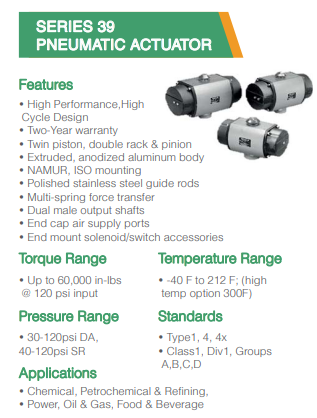 SERIES 39
PNEUMATIC ACTUATOR
Features
• High Performance,High
Cycle Design
• Two-Year warranty
• Twin piston, double rack & pinion
• Extruded, anodized aluminum body
• NAMUR, ISO mounting
• Polished stainless steel guide rods
• Multi-spring force transfer
• Dual male output shafts
• End cap air supply ports
• End mount solenoid/switch accessories
Torque Range
• Up to 60,000 in-lbs
@ 120 psi input
Temperature Range
• -40 F to 212 F; (high
temp option 300F)
Pressure Range
• 30-120psi DA,
40-120psi SR
Standards
• Type1, 4, 4x
• Class1, Div1, Groups
A,B,C,D
Applications
• Chemical, Petrochemical & Refining,
• Power, Oil & Gas, Food & Beverage